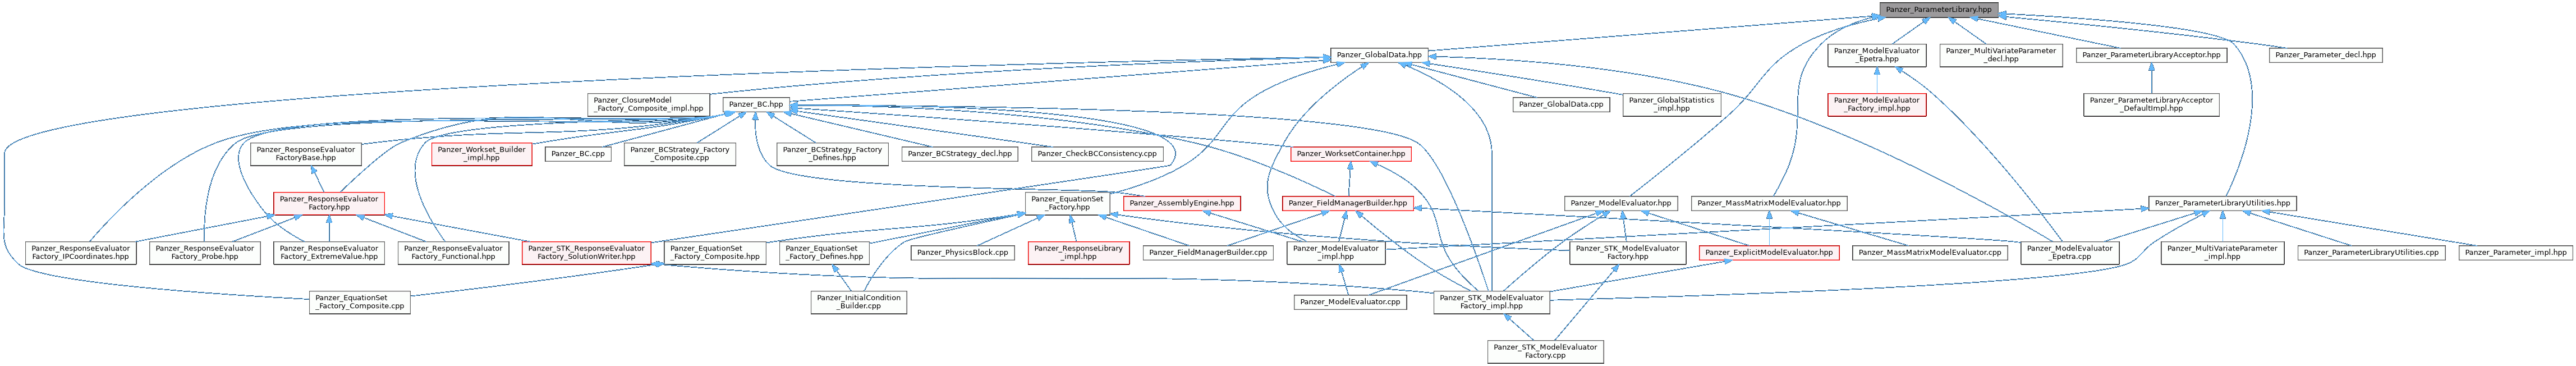 Panzer_ParameterLibrary.hpp
Panzer_GlobalData.hpp
Panzer_ModelEvaluator
_Epetra.hpp
Panzer_MultiVariateParameter
_decl.hpp
Panzer_ParameterLibraryAcceptor.hpp
Panzer_Parameter_decl.hpp
Panzer_ClosureModel
_Factory_Composite_impl.hpp
Panzer_BC.hpp
Panzer_GlobalData.cpp
Panzer_GlobalStatistics
_impl.hpp
Panzer_ModelEvaluator
_Factory_impl.hpp
Panzer_ParameterLibraryAcceptor
_DefaultImpl.hpp
Panzer_ResponseEvaluator
FactoryBase.hpp
Panzer_Workset_Builder
_impl.hpp
Panzer_BC.cpp
Panzer_BCStrategy_Factory
_Composite.cpp
Panzer_BCStrategy_Factory
_Defines.hpp
Panzer_BCStrategy_decl.hpp
Panzer_CheckBCConsistency.cpp
Panzer_WorksetContainer.hpp
Panzer_ResponseEvaluator
_Factory.hpp
Panzer_EquationSet
_Factory.hpp
Panzer_AssemblyEngine.hpp
Panzer_FieldManagerBuilder.hpp
Panzer_ModelEvaluator.hpp
Panzer_MassMatrixModelEvaluator.hpp
Panzer_ParameterLibraryUtilities.hpp
Panzer_ResponseEvaluator
Factory_IPCoordinates.hpp
Panzer_ResponseEvaluator
Factory_Probe.hpp
Panzer_ResponseEvaluator
Factory_ExtremeValue.hpp
Panzer_ResponseEvaluator
Factory_Functional.hpp
Panzer_STK_ResponseEvaluator
Factory_SolutionWriter.hpp
Panzer_EquationSet
_Factory_Composite.hpp
Panzer_EquationSet
_Factory_Defines.hpp
Panzer_PhysicsBlock.cpp
Panzer_ResponseLibrary
_impl.hpp
Panzer_FieldManagerBuilder.cpp
Panzer_ModelEvaluator
_impl.hpp
Panzer_STK_ModelEvaluator
Factory.hpp
Panzer_ExplicitModelEvaluator.hpp
Panzer_MassMatrixModelEvaluator.cpp
Panzer_ModelEvaluator
_Epetra.cpp
Panzer_MultiVariateParameter
_impl.hpp
Panzer_ParameterLibraryUtilities.cpp
Panzer_Parameter_impl.hpp
Panzer_EquationSet
_Factory_Composite.cpp
Panzer_InitialCondition
_Builder.cpp
Panzer_ModelEvaluator.cpp
Panzer_STK_ModelEvaluator
Factory_impl.hpp
Panzer_STK_ModelEvaluator
Factory.cpp